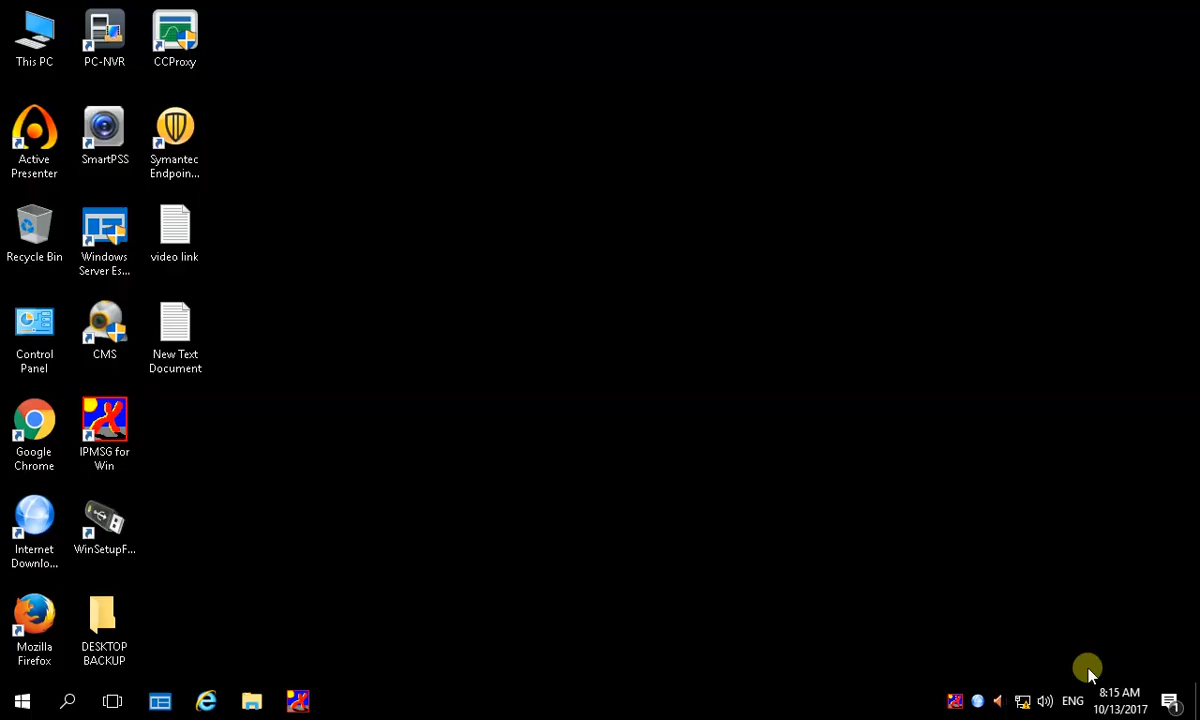 This PC
PC-NVR
CCProxy
Active
Presenter
SmartPSS
Symantec
Endpoin...
Recycle Bin
Windows
Server Es...
video link
Control
Panel
CMS
New Text
Document
Google
Chrome
IPMSG for
Win
Internet
Downlo...
WinSetupF...
Mozilla
Firefox
DESKTOP
BACKUP
ENG
8:15 AM
10/13/2017
1